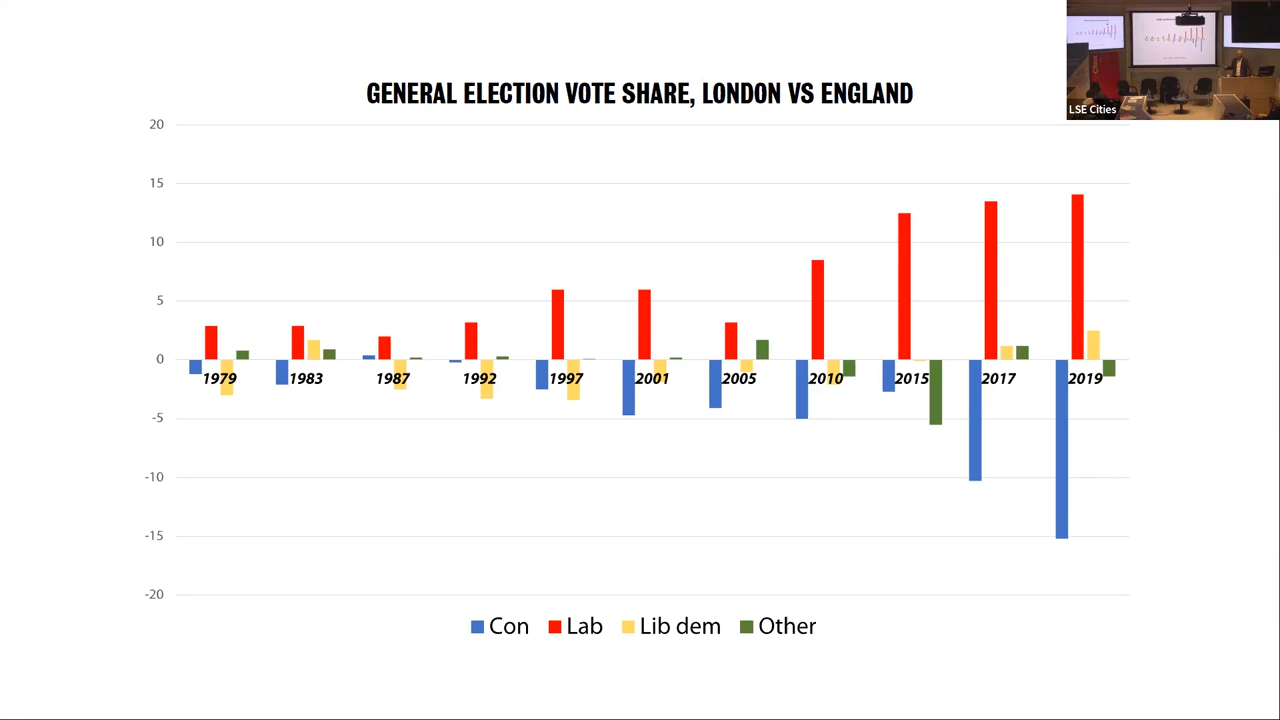 LSE Cities
GENERAL ELECTION VOTE SHARE, LONDON VS ENGLAND
20
15
10
5
0
-5
-10
-15
-20
1979 1983 1987 1992 1997 2001 2005 2010 2015 2017 2019
Con Lab Lib dem Other